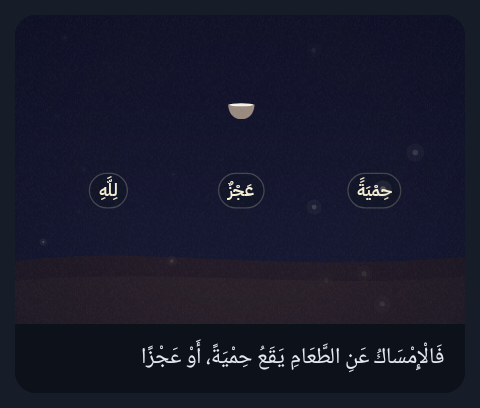 حِمْيَةً
عَجْزٌ
لِلَّهِ
فَالْإِمْسَاكُ عَنِ الطَّعَامِ يَقَعُ حِمْيَةً، أَوْ عَجْزًا